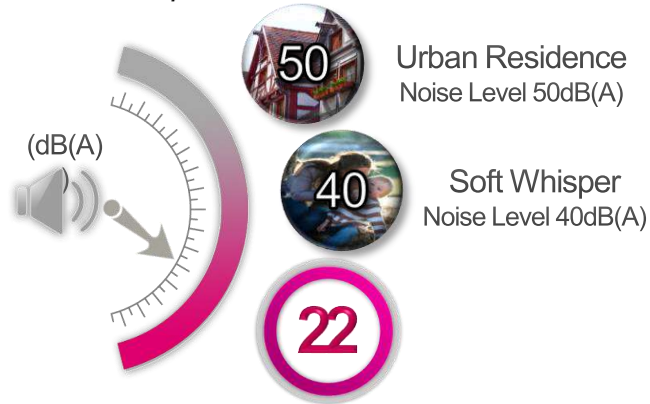 50
Urban Residence
Noise Level 50dB(A)
(dB(A)
)
40
Soft Whisper
Noise Level 40dB(A)
22